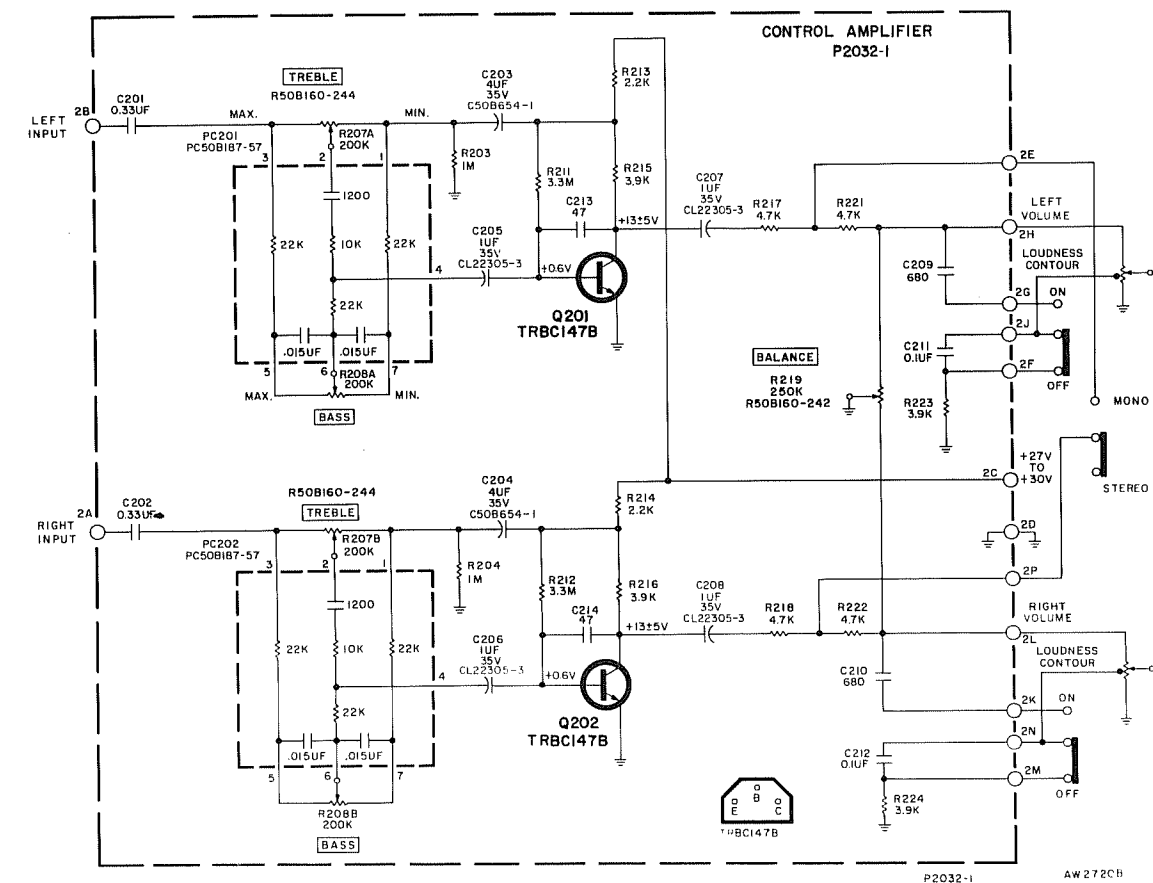 CONTROL AMPLIFIER
P2032-1
TREBLE
R50B160-244
C203
4UF
35V
C50B654-1
R213
2.2K
2B
LEFT
INPUT
C201
0.33UF
MAX.
MIN.
PC201
PC50B187-57
R207A
200K
3
2
1
R203
1M
R211
3.3M
R215
3.9K
1200
C213
47
+13±5V
C207
1UF
35V
CL22305-3
R217
4.7K
R221
4.7K
2E
LEFT
VOLUME
2H
22K
10K
22K
4
C205
1UF
35V
CL22305-3
+0.6V
22K
Q201
TRBC147B
C209
680
LOUDNESS
CONTOUR
2G
ON
2J
.015UF
.015UF
5
6
7
R208A
200K
MAX.
MIN.
BASS
BALANCE
R219
250K
R50B160-242
C211
0.1UF
2F
OFF
R223
3.9K
MONO
+27V
TO
+30V
2C
STEREO
R50B160-244
TREBLE
C204
4UF
35V
C50B654-1
R214
2.2K
2A
RIGHT
INPUT
C202
0.33UF
PC202
PC50B187-57
R207B
200K
3
2
1
R204
1M
R212
3.3M
R216
3.9K
2D
2P
1200
C214
47
+13±5V
C208
1UF
35V
CL22305-3
R218
4.7K
R222
4.7K
RIGHT
VOLUME
2L
22K
10K
22K
4
C206
1UF
35V
CL22305-3
+0.6V
22K
Q202
TRBC147B
C210
680
LOUDNESS
CONTOUR
2K
ON
2N
.015UF
.015UF
5
6
7
R208B
200K
BASS
B
E
C
TRBC147B
C212
0.1UF
2M
OFF
R224
3.9K
P2032-1
AW272CB